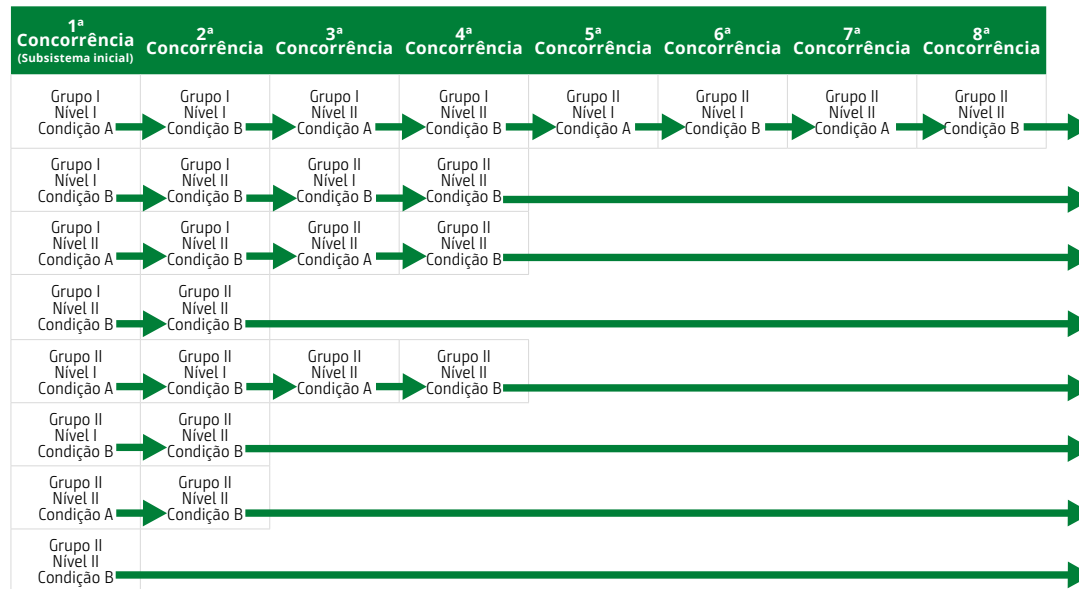 1ª Concorrência (Subsistema inicial)
2ª Concorrência
3ª Concorrência
4ª Concorrência
5ª Concorrência
6ª Concorrência
7ª Concorrência
8ª Concorrência
Grupo I
Nível I
Condição A
Grupo I
Nível I
Condição B
Grupo I
Nível II
Condição A
Grupo I
Nível II
Condição B
Grupo II
Nível I
Condição A
Grupo II
Nível I
Condição B
Grupo II
Nível II
Condição A
Grupo II
Nível II
Condição B
Grupo I
Nível I
Condição B
Grupo I
Nível II
Condição B
Grupo II
Nível I
Condição B
Grupo II
Nível II
Condição B
Grupo I
Nível II
Condição A
Grupo I
Nível II
Condição B
Grupo II
Nível II
Condição A
Grupo II
Nível II
Condição B
Grupo I
Nível II
Condição B
Grupo II
Nível II
Condição B
Grupo II
Nível I
Condição A
Grupo II
Nível I
Condição B
Grupo II
Nível II
Condição A
Grupo II
Nível II
Condição B
Grupo II
Nível I
Condição B
Grupo II
Nível II
Condição B
Grupo II
Nível II
Condição A
Grupo II
Nível II
Condição B
Grupo II
Nível II
Condição B